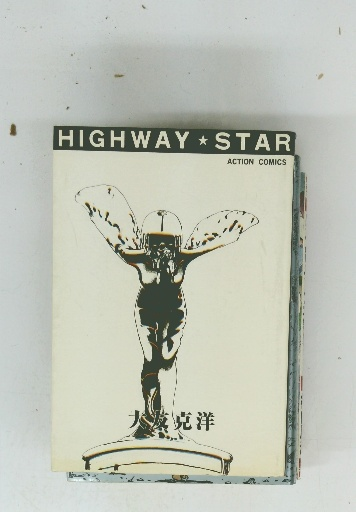 HIGHWAY ★ STAR
ACTION COMICS
大友克洋